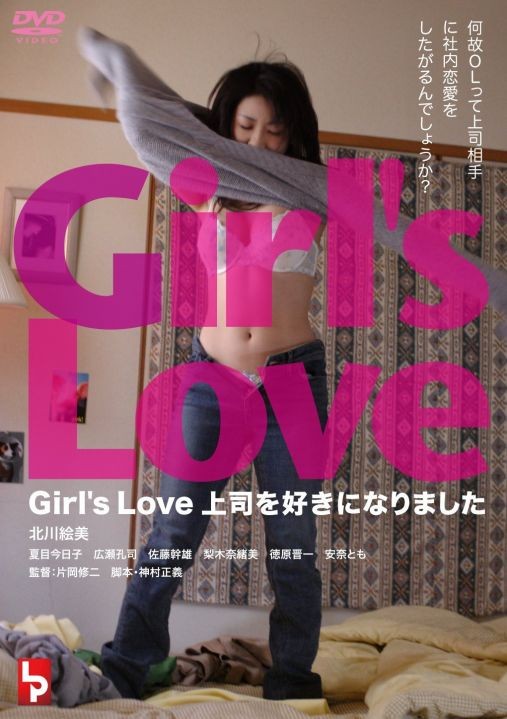 DVD
VIDEO
何故OLって上司相手
に社内恋愛を
したがるんでしょうか?
Girl's
Love
Girl's Love 上司を好きになりました
北川絵美
夏目今日子 広瀬孔司 佐藤幹雄 梨木奈緒美 徳原晋一 安奈とも
監督:片岡修二 脚本・神村正義
LP